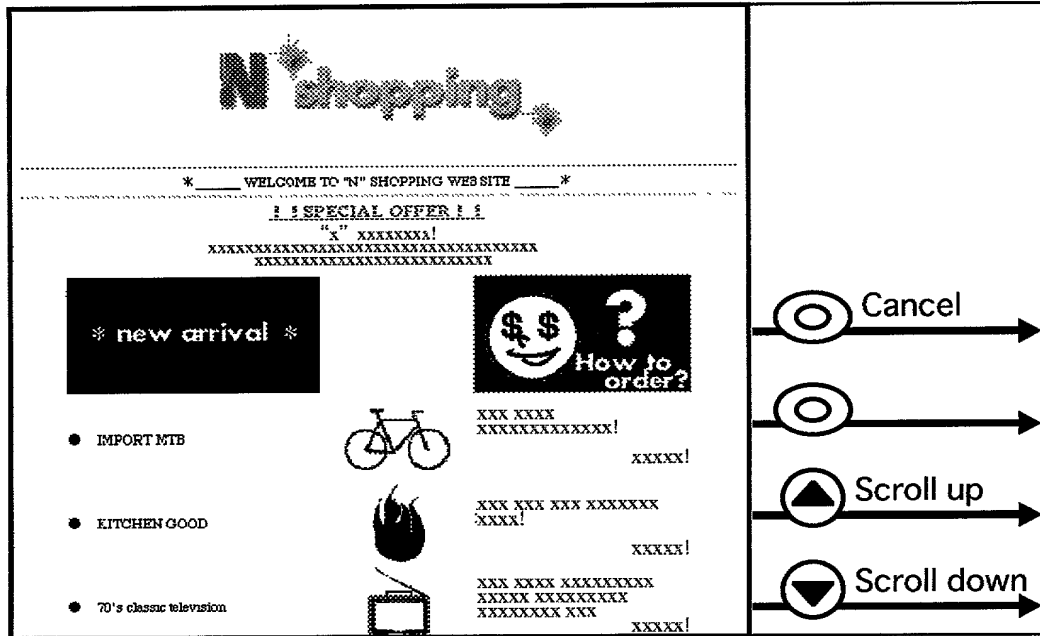 N shopping
*_____ WELCOME TO "N" SHOPPING WEB SITE _____*
! ! SPECIAL OFFER ! !
"x" xxxxxxxx!
xxxxxxxxxxxxxxxxxxxxxxxxxxxxxxxxxxx
xxxxxxxxxxxxxxxxxxxxxxxxx
* new arrival *
$ $ ?
How to
order?
IMPORT MTB
xxx xxxx
xxxxxxxxxxxxx!
xxxxx!
KITCHEN GOOD
xxx xxx xxx xxxxxxx
xxxx!
xxxxx!
70's classic television
xxx xxxx xxxxxxxxx
xxxxx xxxxxxxxx
xxxxxxxx xxx
xxxxx!
Cancel
Scroll up
Scroll down